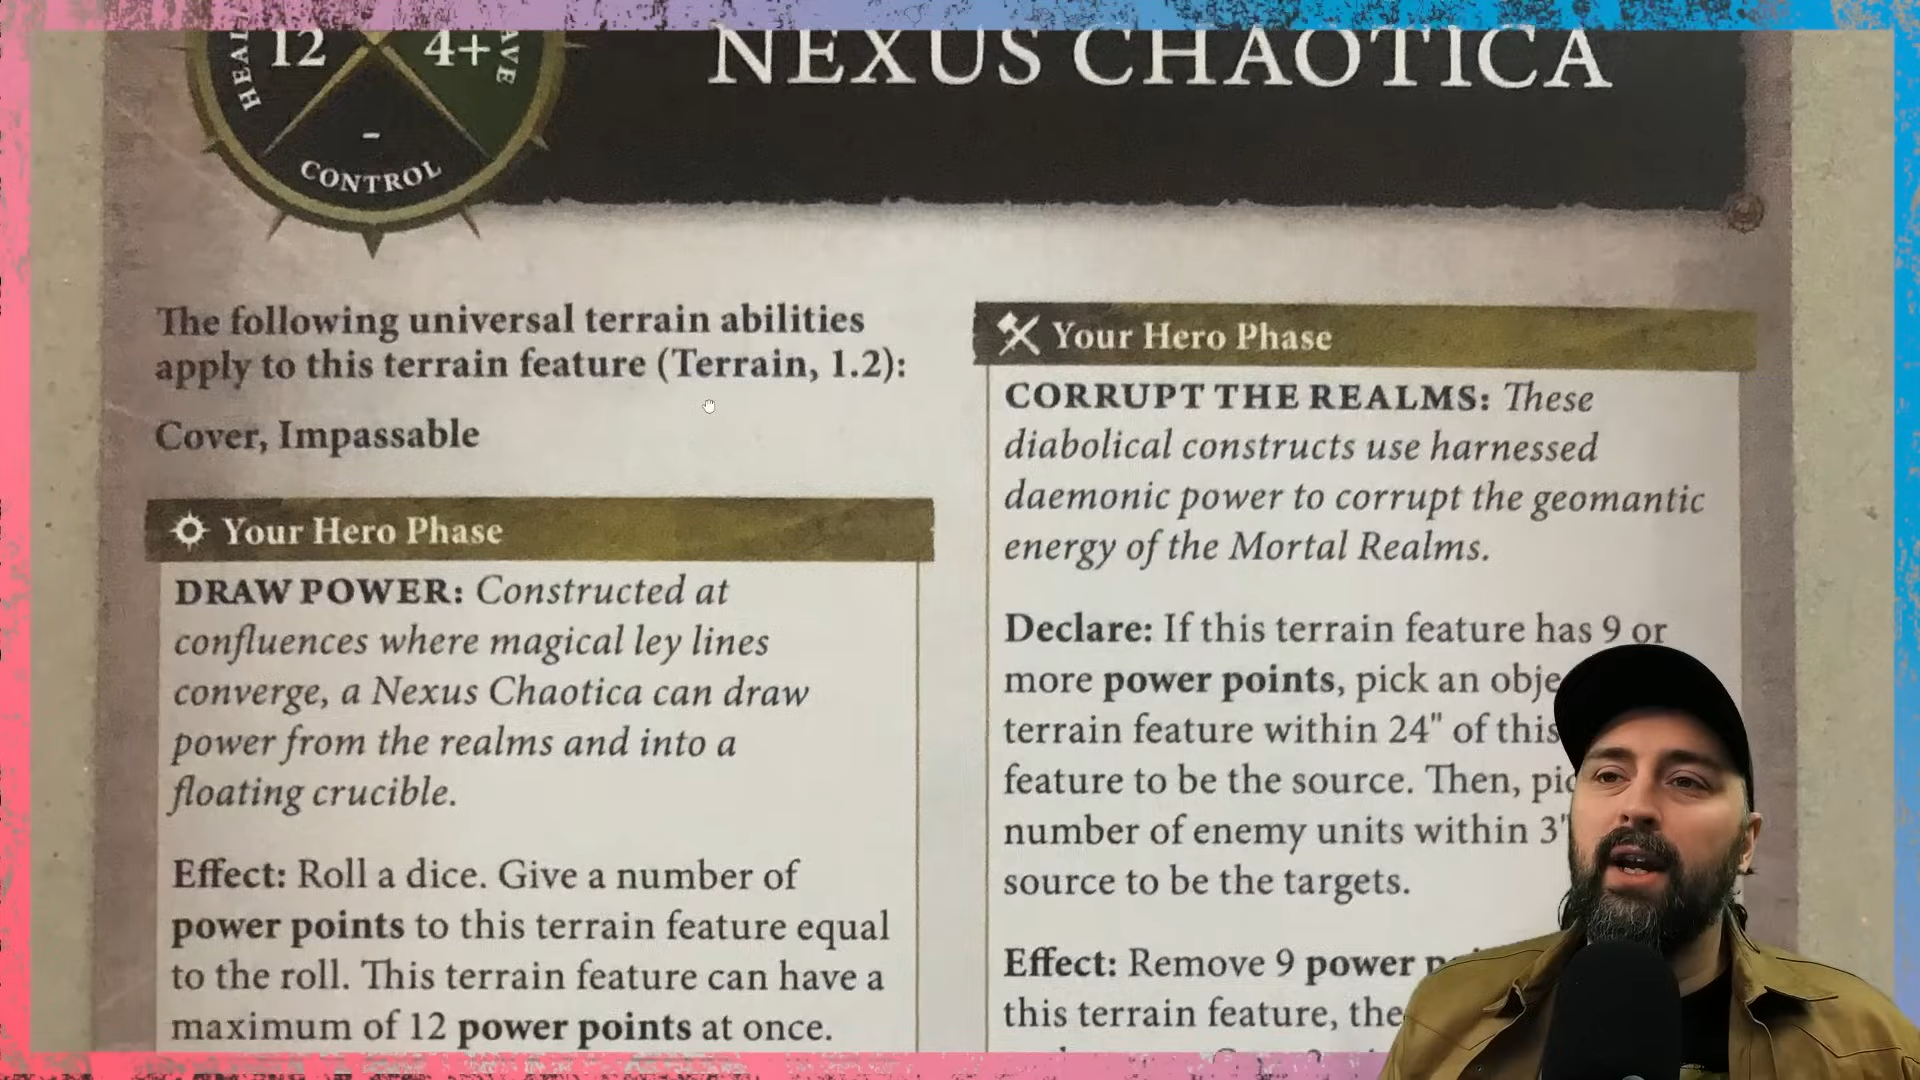 NEXUS CHAOTICA
12
4+
-
CONTROL
The following universal terrain abilities
apply to this terrain feature (Terrain, 1.2):
Cover, Impassable
Your Hero Phase
DRAW POWER: Constructed at
confluences where magical ley lines
converge, a Nexus Chaotica can draw
power from the realms and into a
floating crucible.
Effect: Roll a dice. Give a number of
power points to this terrain feature equal
to the roll. This terrain feature can have a
maximum of 12 power points at once.
Your Hero Phase
CORRUPT THE REALMS: These
diabolical constructs use harnessed
daemonic power to corrupt the geomantic
energy of the Mortal Realms.
Declare: If this terrain feature has 9 or
more power points, pick an
terrain feature within 24" of this
feature to be the source. Then,
number of enemy units within 3"
source to be the targets.
Effect: Remove 9 power
this terrain feature,